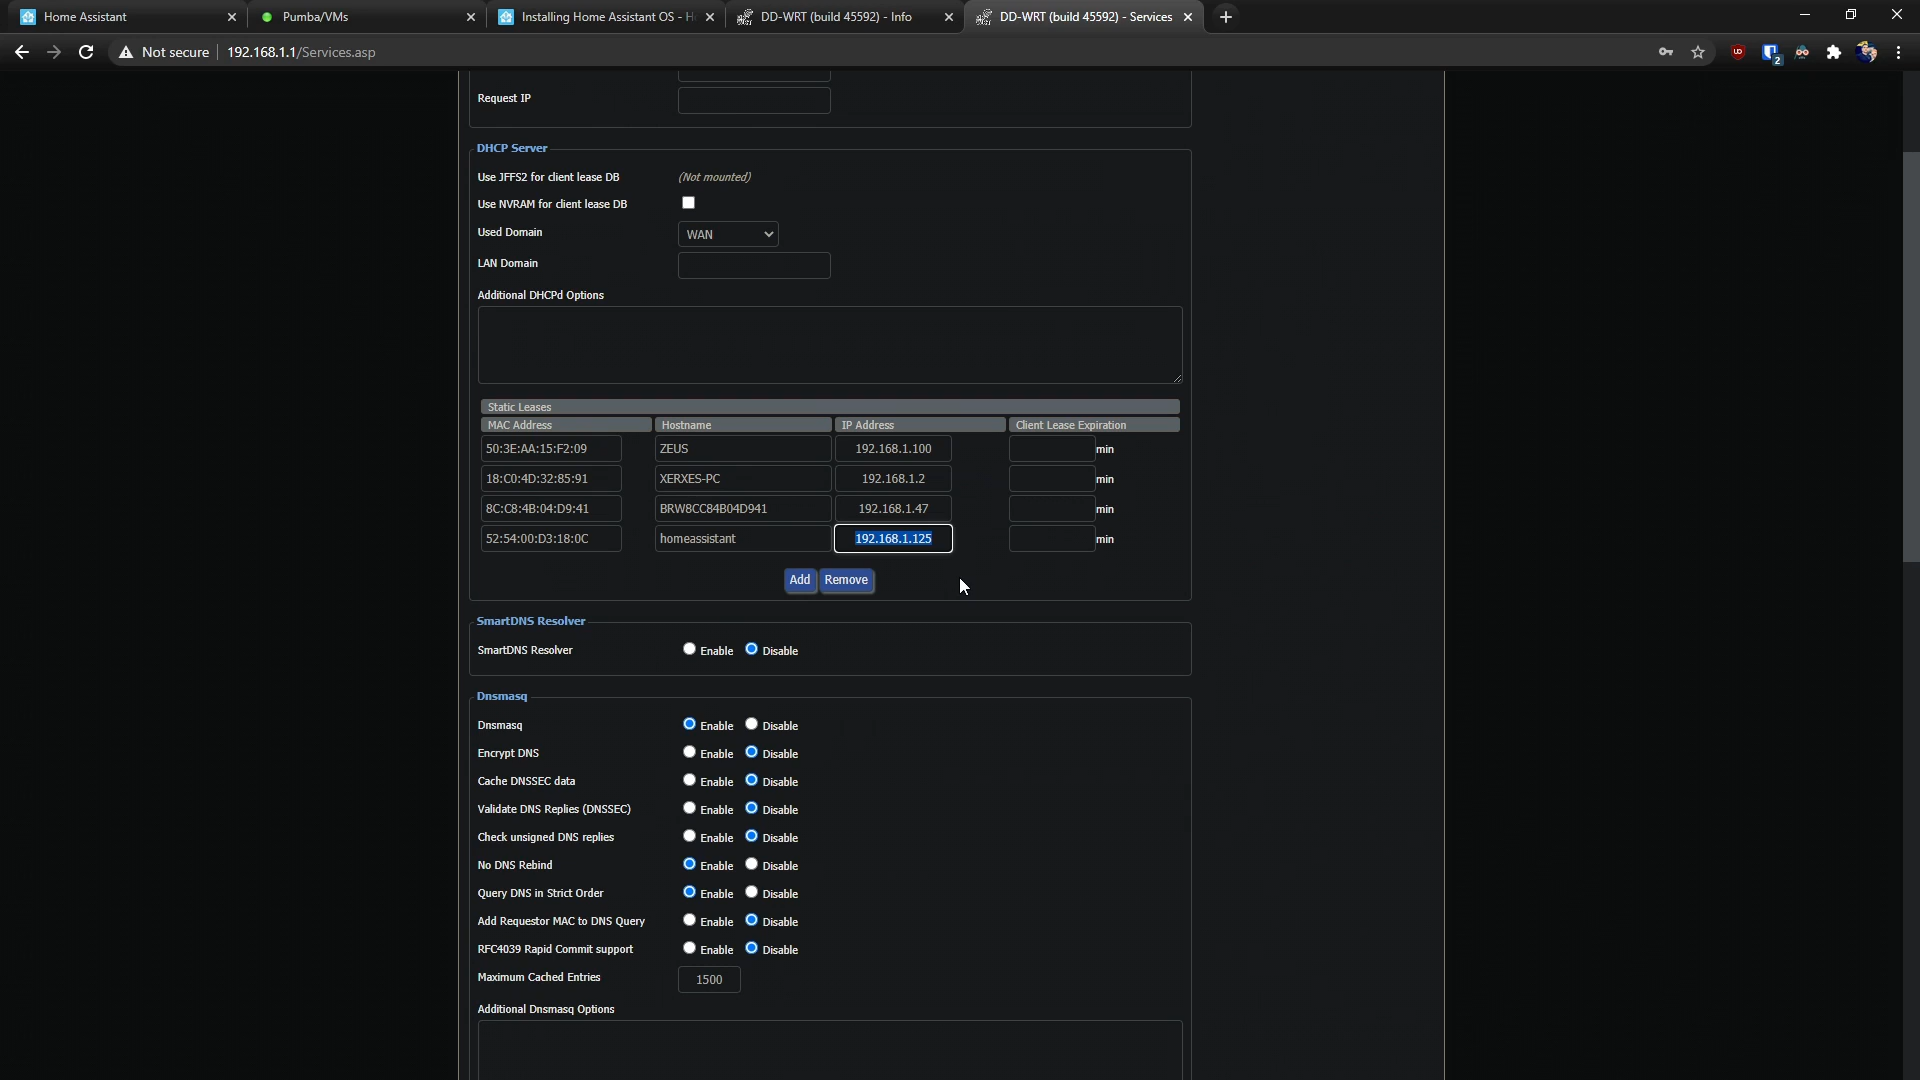 Home Assistant
Pumba/VMs
Installing Home Assistant OS - H
DD-WRT (build 45592) - Info
DD-WRT (build 45592) - Services
Not secure
192.168.1.1/Services.asp
2
Request IP
DHCP Server
Use JFFS2 for client lease DB (Not mounted)
Use NVRAM for client lease DB
Used Domain WAN
LAN Domain
Additional DHCPd Options
Static Leases
MAC Address Hostname IP Address Client Lease Expiration
50:3E:AA:15:F2:09 ZEUS 192.168.1.100 min
18:C0:4D:32:85:91 XERXES-PC 192.168.1.2 min
8C:C8:4B:04:D9:41 BRW8CC84B04D941 192.168.1.47 min
52:54:00:D3:18:0C homeassistant 192.168.1.125 min
Add Remove
SmartDNS Resolver
SmartDNS Resolver Enable Disable
Dnsmasq
Dnsmasq Enable Disable
Encrypt DNS Enable Disable
Cache DNSSEC data Enable Disable
Validate DNS Replies (DNSSEC) Enable Disable
Check unsigned DNS replies Enable Disable
No DNS Rebind Enable Disable
Query DNS in Strict Order Enable Disable
Add Requestor MAC to DNS Query Enable Disable
RFC4039 Rapid Commit support Enable Disable
Maximum Cached Entries 1500
Additional Dnsmasq Options